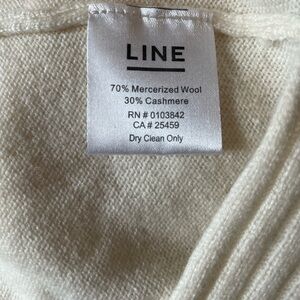 LINE
70% Mercerized Wool
30% Cashmere
RN # 0103842
CA # 25459
Dry Clean Only